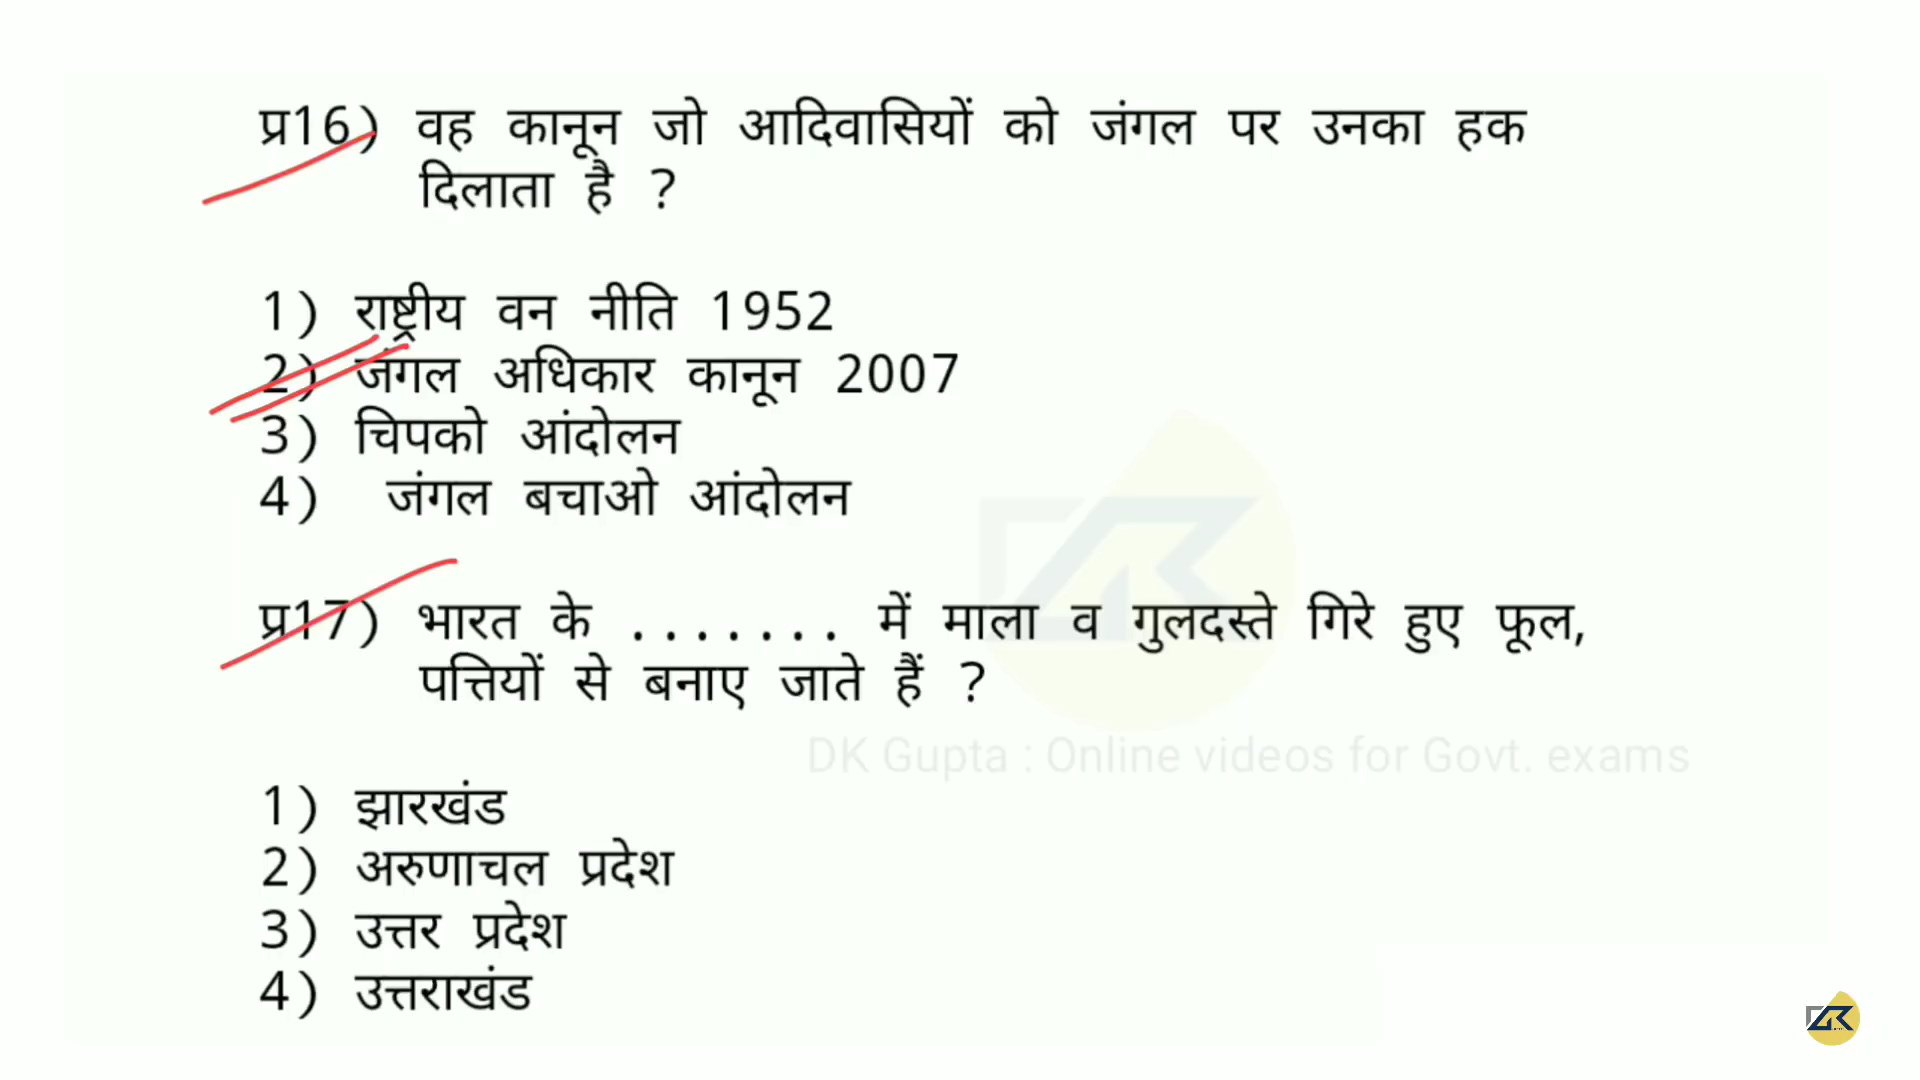 प्र16) वह कानून जो आदिवासियों को जंगल पर उनका हक
दिलाता है ?
1) राष्ट्रीय वन नीति 1952
2) जंगल अधिकार कानून 2007
3) चिपको आंदोलन
4) जंगल बचाओ आंदोलन
प्र17) भारत के ....... में माला व गुलदस्ते गिरे हुए फूल,
पत्तियों से बनाए जाते हैं ?
DK Gupta : Online videos for Govt. exams
1) झारखंड
2) अरुणाचल प्रदेश
3) उत्तर प्रदेश
4) उत्तराखंड